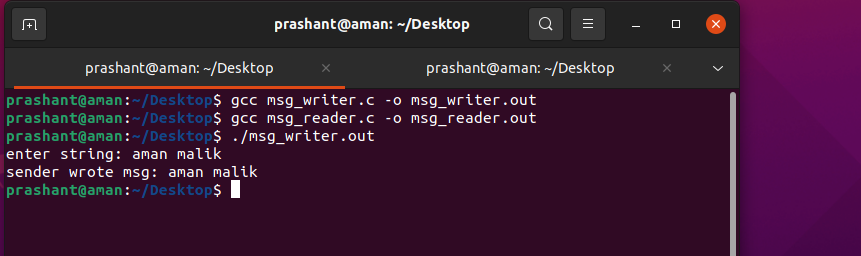 prashant@aman: ~/Desktop
prashant@aman: ~/Desktop
prashant@aman: ~/Desktop
prashant@aman:~/Desktop$ gcc msg_writer.c -o msg_writer.out
prashant@aman:~/Desktop$ gcc msg_reader.c -o msg_reader.out
prashant@aman:~/Desktop$ ./msg_writer.out
enter string: aman malik
sender wrote msg: aman malik
prashant@aman:~/Desktop$